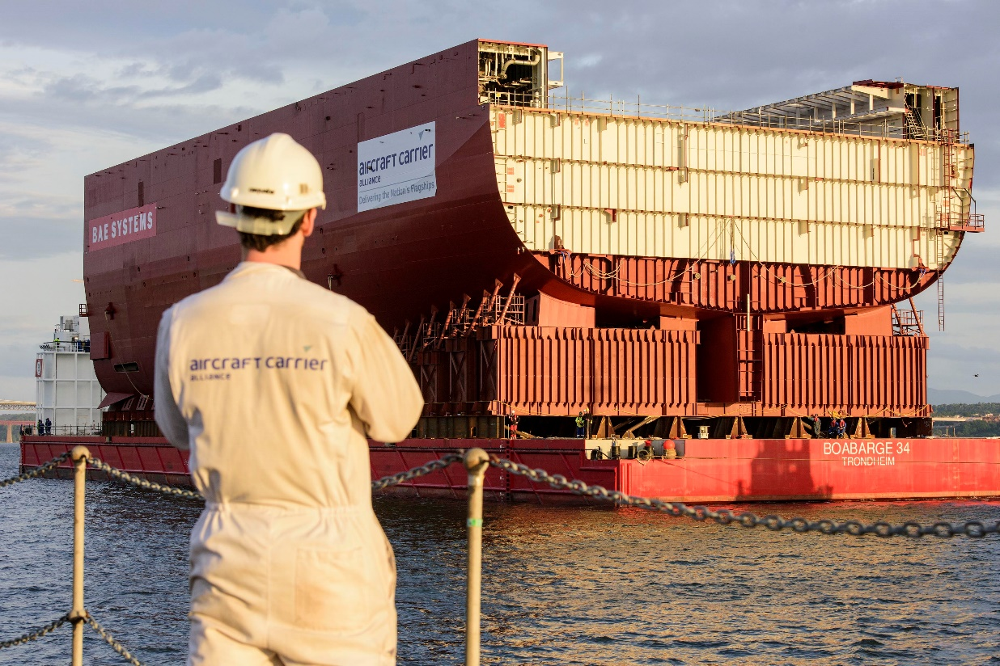 aircraft carrier
alliance
Delivering the Nation's Flagships
BAE SYSTEMS
aircraft carrier
alliance
BOABARGE 34
TRONDHEIM